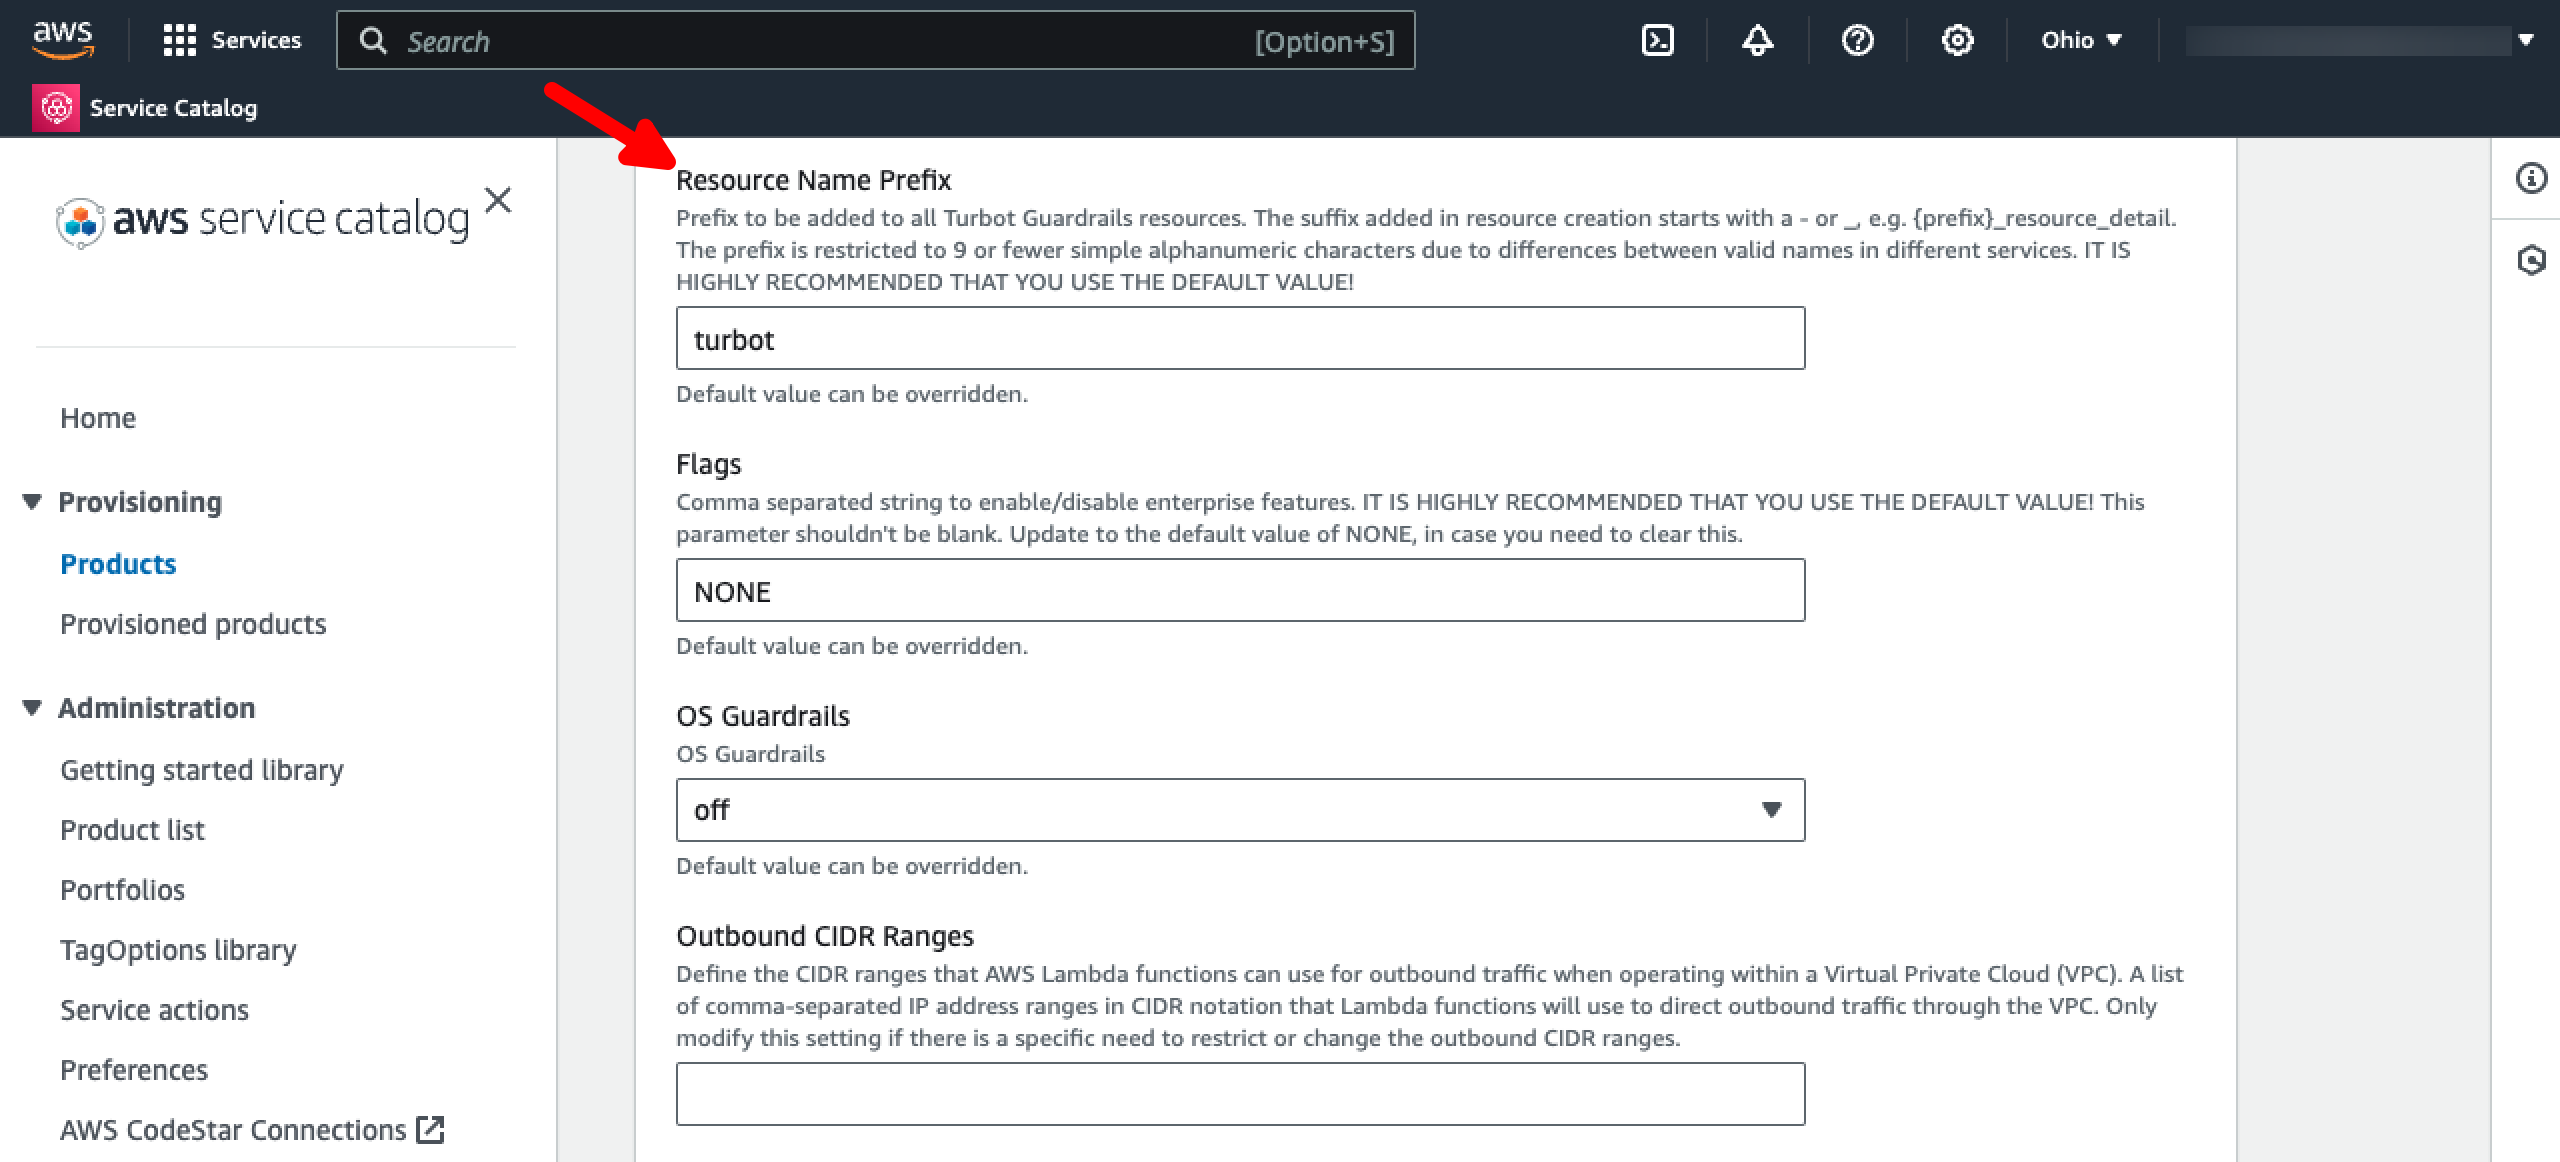 aws
Services
Search
[Option+S]
Ohio
Service Catalog
aws service catalog
Home
Provisioning
Products
Provisioned products
Administration
Getting started library
Product list
Portfolios
TagOptions library
Service actions
Preferences
AWS CodeStar Connections
Resource Name Prefix
Prefix to be added to all Turbot Guardrails resources. The suffix added in resource creation starts with a - or _, e.g. {prefix}_resource_detail.
The prefix is restricted to 9 or fewer simple alphanumeric characters due to differences between valid names in different services. IT IS
HIGHLY RECOMMENDED THAT YOU USE THE DEFAULT VALUE!
turbot
Default value can be overridden.
Flags
Comma separated string to enable/disable enterprise features. IT IS HIGHLY RECOMMENDED THAT YOU USE THE DEFAULT VALUE! This
parameter shouldn't be blank. Update to the default value of NONE, in case you need to clear this.
NONE
Default value can be overridden.
OS Guardrails
OS Guardrails
off
Default value can be overridden.
Outbound CIDR Ranges
Define the CIDR ranges that AWS Lambda functions can use for outbound traffic when operating within a Virtual Private Cloud (VPC). A list
of comma-separated IP address ranges in CIDR notation that Lambda functions will use to direct outbound traffic through the VPC. Only
modify this setting if there is a specific need to restrict or change the outbound CIDR ranges.